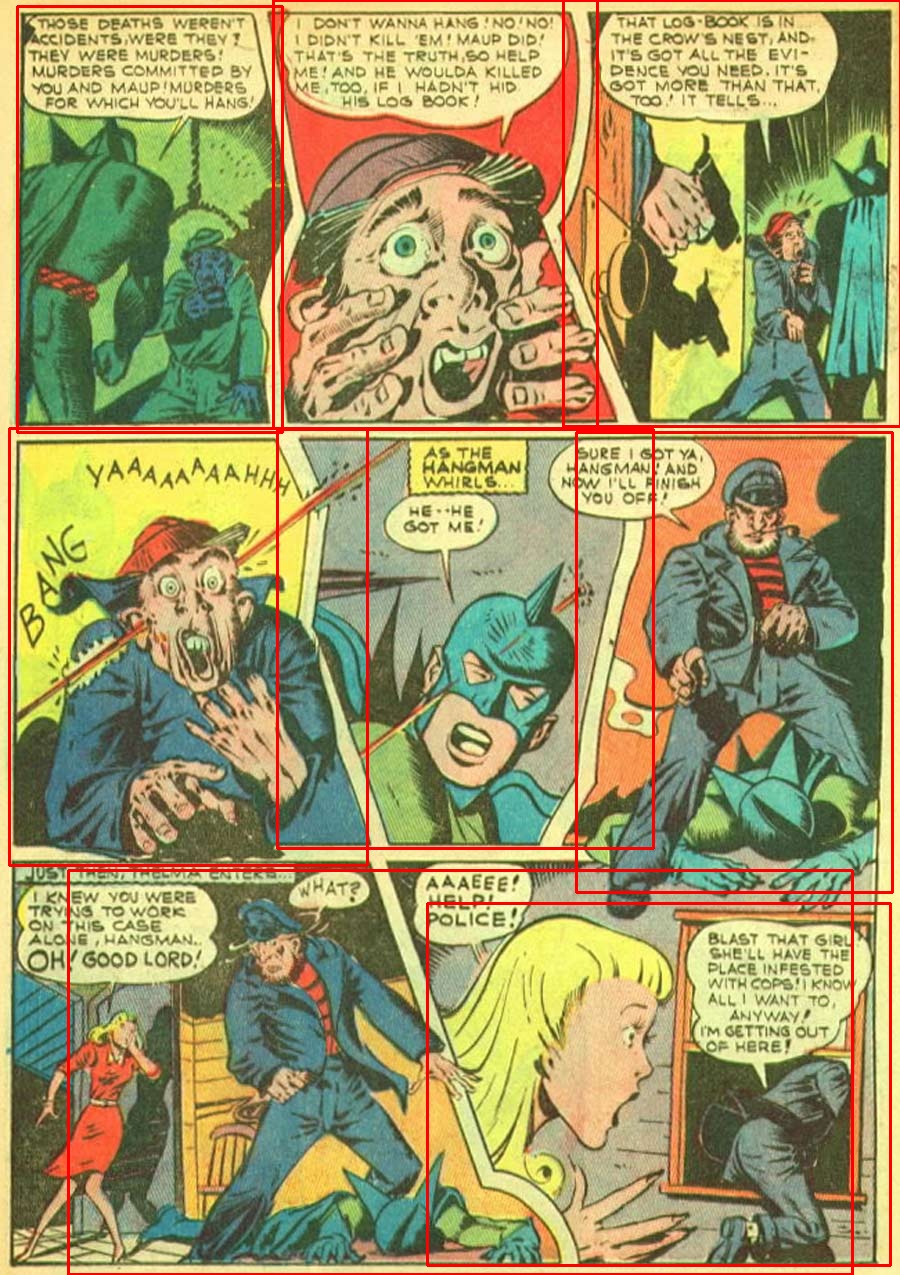 THOSE DEATHS WEREN'T
ACCIDENTS, WERE THEY?
THEY WERE MURDERS!
MURDERS COMMITTED BY
YOU AND MAUP! MURDERS
FOR WHICH YOU'LL HANG!
I DON'T WANNA HANG! NO! NO!
I DIDN'T KILL 'EM! MAUP DID!
THAT'S THE TRUTH, SO HELP
ME! AND HE WOULDA KILLED
ME, TOO, IF I HADN'T HID
HIS LOG BOOK!
THAT LOG-BOOK IS IN
THE CROW'S NEST, AND
IT'S GOT ALL THE EVI-
DENCE YOU NEED. IT'S
GOT MORE THAN THAT,
TOO! IT TELLS...
YAAAAAAAHHH
BANG
AS THE
HANGMAN
WHIRLS...
HE--HE
GOT ME!
SURE I GOT YA,
HANGMAN! AND
NOW I'LL FINISH
YOU OFF!
JUST THEN, THELMA ENTERS...
I KNEW YOU WERE
TRYING TO WORK
ON THIS CASE
ALONE, HANGMAN..
OH! GOOD LORD!
WHAT?
AAAEEE!
HELP!
POLICE!
BLAST THAT GIRL!
SHE'LL HAVE THE
PLACE INFESTED
WITH COPS! I KNOW
ALL I WANT TO,
ANYWAY!
I'M GETTING OUT
OF HERE!